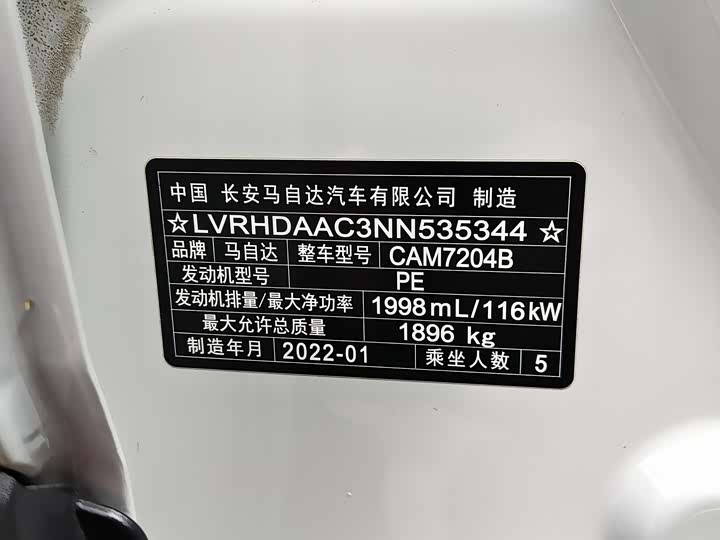 中国 长安马自达汽车有限公司 制造
☆LVRHDAAC3NN535344☆
品牌 马自达 整车型号 CAM7204B
发动机型号 PE
发动机排量/最大净功率 1998mL/116kW
最大允许总质量 1896 kg
制造年月 2022-01 乘坐人数 5